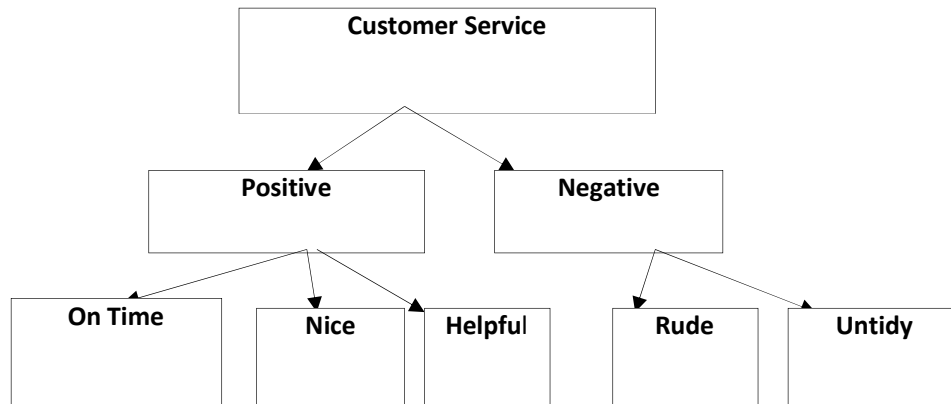 Customer Service
Positive
Negative
On Time
Nice
Helpful
Rude
Untidy